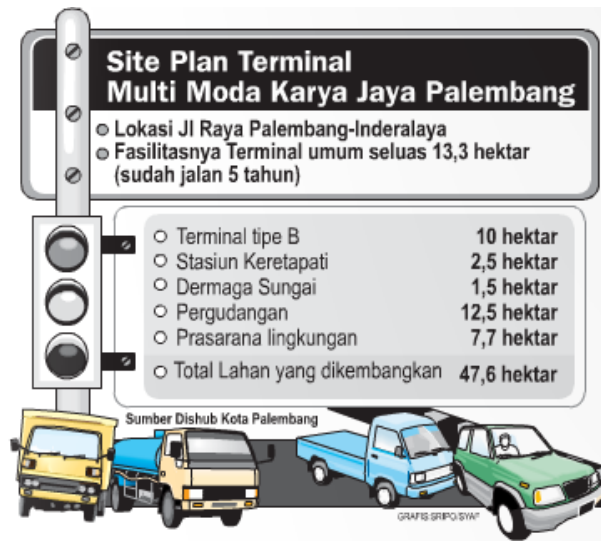 Site Plan Terminal
Multi Moda Karya Jaya Palembang
Lokasi Jl Raya Palembang-Inderalaya
Fasilitasnya Terminal umum seluas 13,3 hektar
(sudah jalan 5 tahun)
Terminal tipe B 10 hektar
Stasiun Keretapati 2,5 hektar
Dermaga Sungai 1,5 hektar
Pergudangan 12,5 hektar
Prasarana lingkungan 7,7 hektar
Total Lahan yang dikembangkan 47,6 hektar
Sumber Dishub Kota Palembang
GRAFIS:SRIPO/SYAP